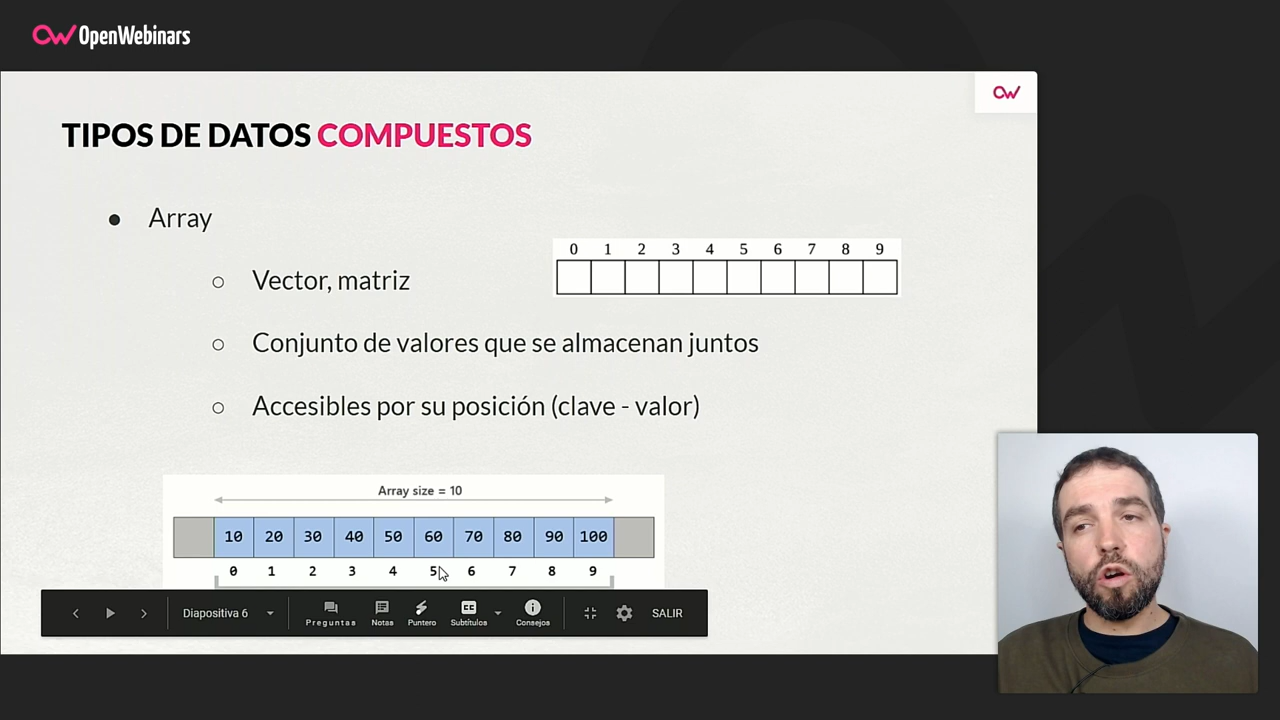 OpenWebinars
TIPOS DE DATOS COMPUESTOS
● Array
0 1 2 3 4 5 6 7 8 9
○ Vector, matriz
○ Conjunto de valores que se almacenan juntos
○ Accesibles por su posición (clave - valor)
Array size = 10
10 20 30 40 50 60 70 80 90 100
0 1 2 3 4 5 6 7 8 9
Diapositiva 6
Preguntas Notas Puntero Subtítulos Consejos
SALIR